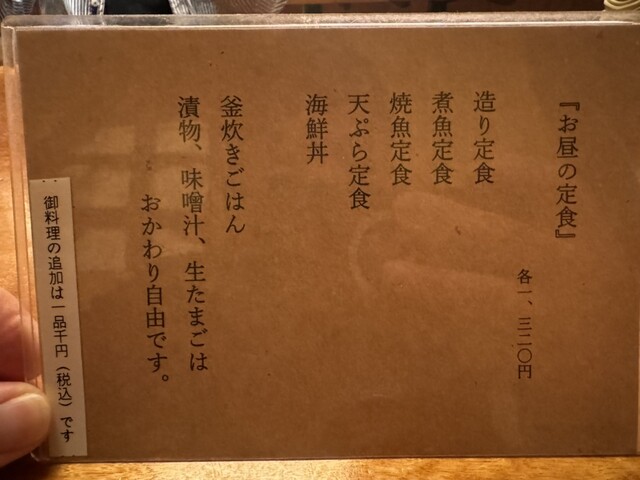 『お昼の定食』
各一、三二〇円
造り定食
煮魚定食
焼魚定食
天ぷら定食
海鮮丼
釜炊きごはん
漬物、味噌汁、生たまごは
おかわり自由です。
御料理の追加は一品千円（税込）です